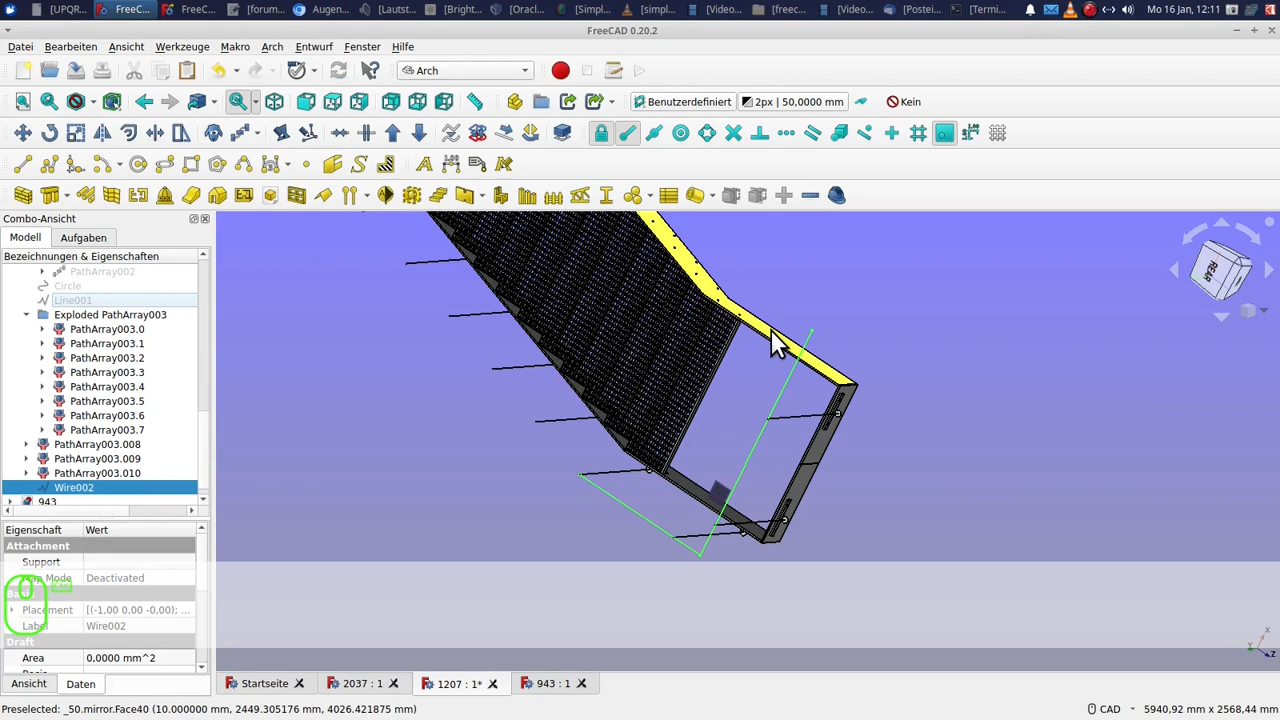 [UPQR... FreeC... FreeC... [forum... Augen... [Lautst... [Bright... [Oracl... [Simpl... [simpl... [Video... [freec... [Video... [Postei... [Termi... Mo 16 Jan, 12:11
FreeCAD 0.20.2
Datei Bearbeiten Ansicht Werkzeuge Makro Arch Entwurf Fenster Hilfe
Arch
Benutzerdefiniert 2px | 50,0000 mm Kein
Combo-Ansicht
Modell Aufgaben
Bezeichnungen & Eigenschaften
PathArray002
Circle
Line001
Exploded PathArray003
PathArray003.0
PathArray003.1
PathArray003.2
PathArray003.3
PathArray003.4
PathArray003.5
PathArray003.6
PathArray003.7
PathArray003.008
PathArray003.009
PathArray003.010
Wire002
943
Eigenschaft Wert
Attachment
Support
Mode Deactivated
Placement [(-1,00 0,00 -0,00); ...
Label Wire002
Draft
Area 0,0000 mm^2
Ansicht Daten
REAR
X
Y
Z
Startseite 2037 : 1 1207 : 1* 943 : 1
Preselected: _50.mirror.Face40 (10.000000 mm, 2449.305176 mm, 4026.421875 mm) CAD 5940,92 mm x 2568,44 mm